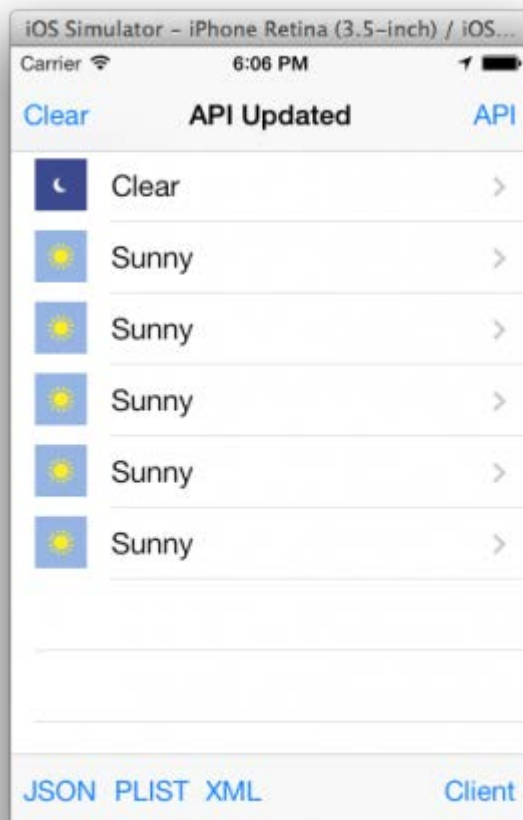 iOS Simulator – iPhone Retina (3.5-inch) / iOS...
Carrier 6:06 PM
Clear API Updated API
Clear
Sunny
Sunny
Sunny
Sunny
Sunny
JSON PLIST XML Client